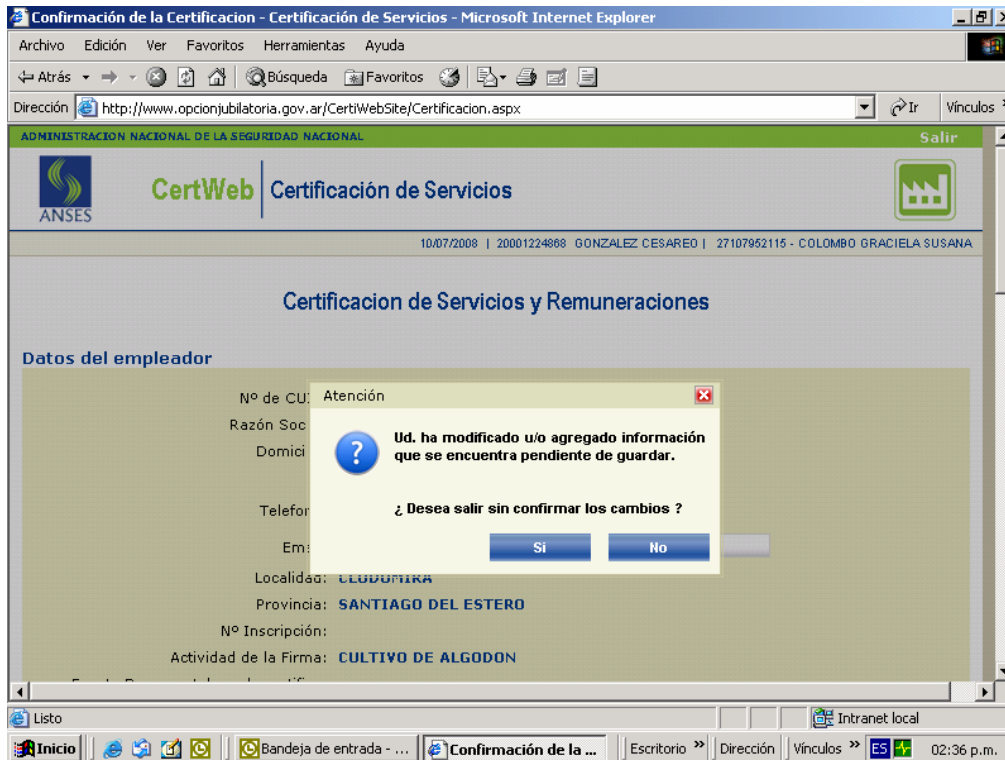 Confirmación de la Certificacion - Certificación de Servicios - Microsoft Internet Explorer
Archivo Edición Ver Favoritos Herramientas Ayuda
Atrás Búsqueda Favoritos
Dirección http://www.opcionjubilatoria.gov.ar/CertiWebSite/Certificacion.aspx Ir Vínculos »
ADMINISTRACION NACIONAL DE LA SEGURIDAD NACIONAL Salir
ANSES CertWeb Certificación de Servicios
10/07/2008 | 20001224868 GONZALEZ CESAREO | 27107952115 - COLOMBO GRACIELA SUSANA
Certificacion de Servicios y Remuneraciones
Datos del empleador
Nº de CU
Razón Soc
Domici
Telefor
Em
Atención
Ud. ha modificado u/o agregado información
que se encuentra pendiente de guardar.
¿ Desea salir sin confirmar los cambios ?
Si No
Localidad: CLODOMIRA
Provincia: SANTIAGO DEL ESTERO
Nº Inscripción:
Actividad de la Firma: CULTIVO DE ALGODON
Listo Intranet local
Inicio Bandeja de entrada - ... Confirmación de la ... Escritorio » Dirección Vínculos » ES 02:36 p.m.